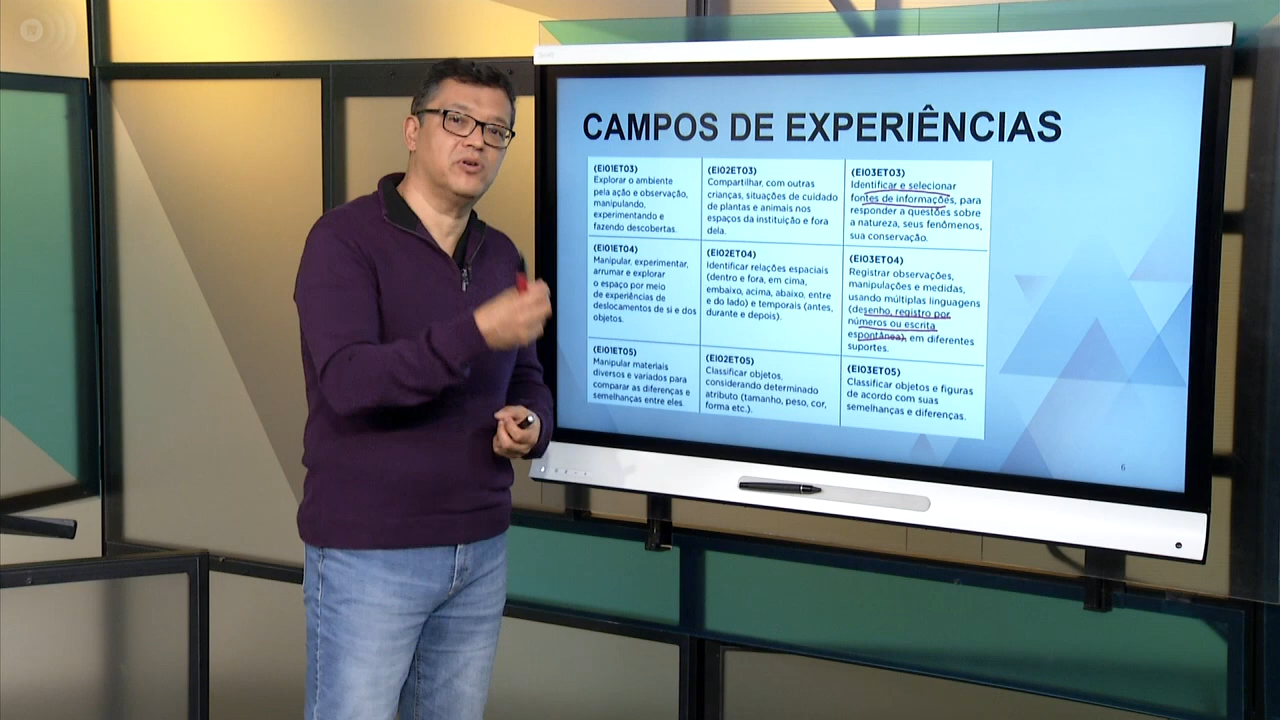 CAMPOS DE EXPERIÊNCIAS
(EI01ET03)
Explorar o ambiente
pela ação e observação,
manipulando,
experimentando e
fazendo descobertas.
(EI02ET03)
Compartilhar, com outras
crianças, situações de cuidado
de plantas e animais nos
espaços da instituição e fora
dela.
(EI03ET03)
Identificar e selecionar
fontes de informações, para
responder a questões sobre
a natureza, seus fenômenos,
sua conservação.
(EI01ET04)
Manipular, experimentar,
arrumar e explorar
o espaço por meio
de experiências de
deslocamentos de si e dos
objetos.
(EI02ET04)
Identificar relações espaciais
(dentro e fora, em cima,
embaixo, acima, abaixo, entre
e do lado) e temporais (antes,
durante e depois).
(EI03ET04)
Registrar observações,
manipulações e medidas,
usando múltiplas linguagens
(desenho, registro por
números ou escrita
espontânea), em diferentes
suportes.
(EI01ET05)
Manipular materiais
diversos e variados para
comparar as diferenças e
semelhanças entre eles.
(EI02ET05)
Classificar objetos,
considerando determinado
atributo (tamanho, peso, cor,
forma etc.).
(EI03ET05)
Classificar objetos e figuras
de acordo com suas
semelhanças e diferenças.
6